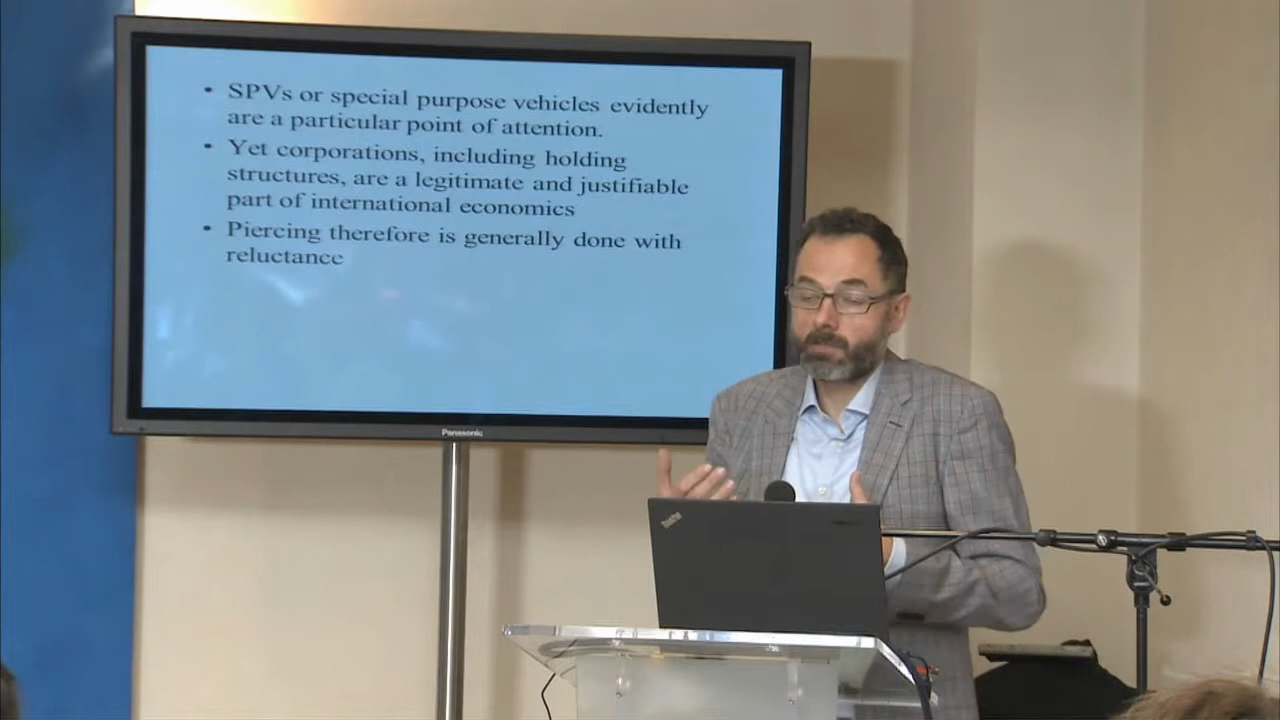 • SPVs or special purpose vehicles evidently
are a particular point of attention.
• Yet corporations, including holding
structures, are a legitimate and justifiable
part of international economics
• Piercing therefore is generally done with
reluctance
Panasonic
ThinkPad